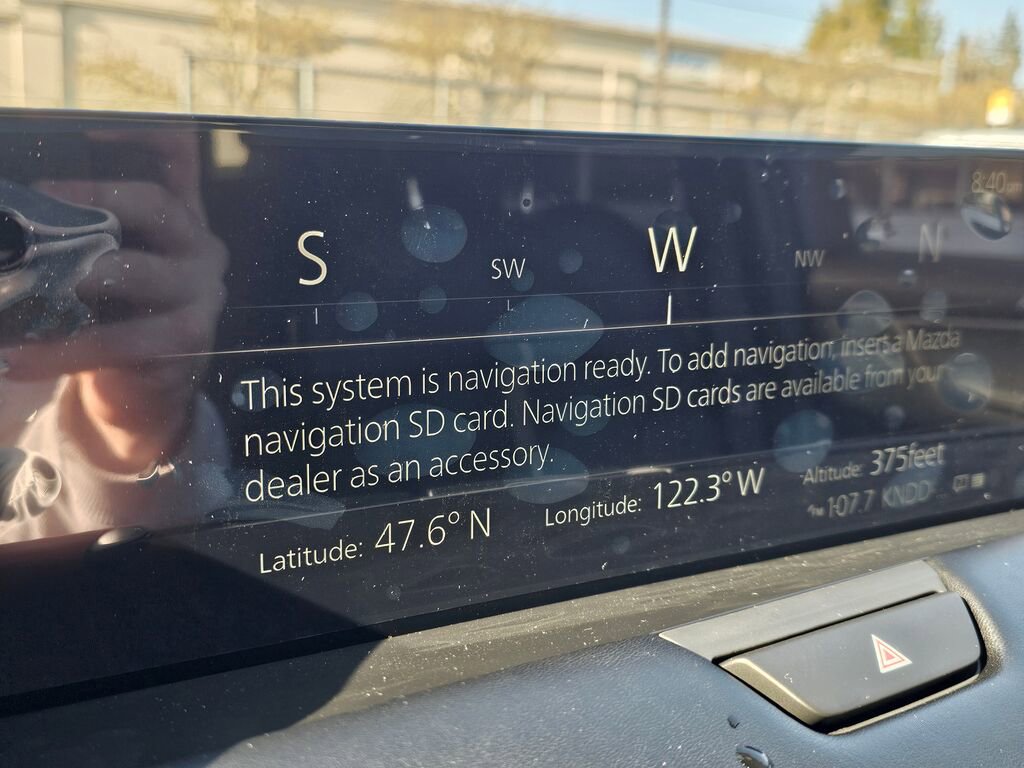 8:40
S SW W NW N
This system is navigation ready. To add navigation, insert a Mazda
navigation SD card. Navigation SD cards are available from your
dealer as an accessory.
Latitude: 47.6° N Longitude: 122.3° W Altitude: 375feet
FM 107.7 KNDD